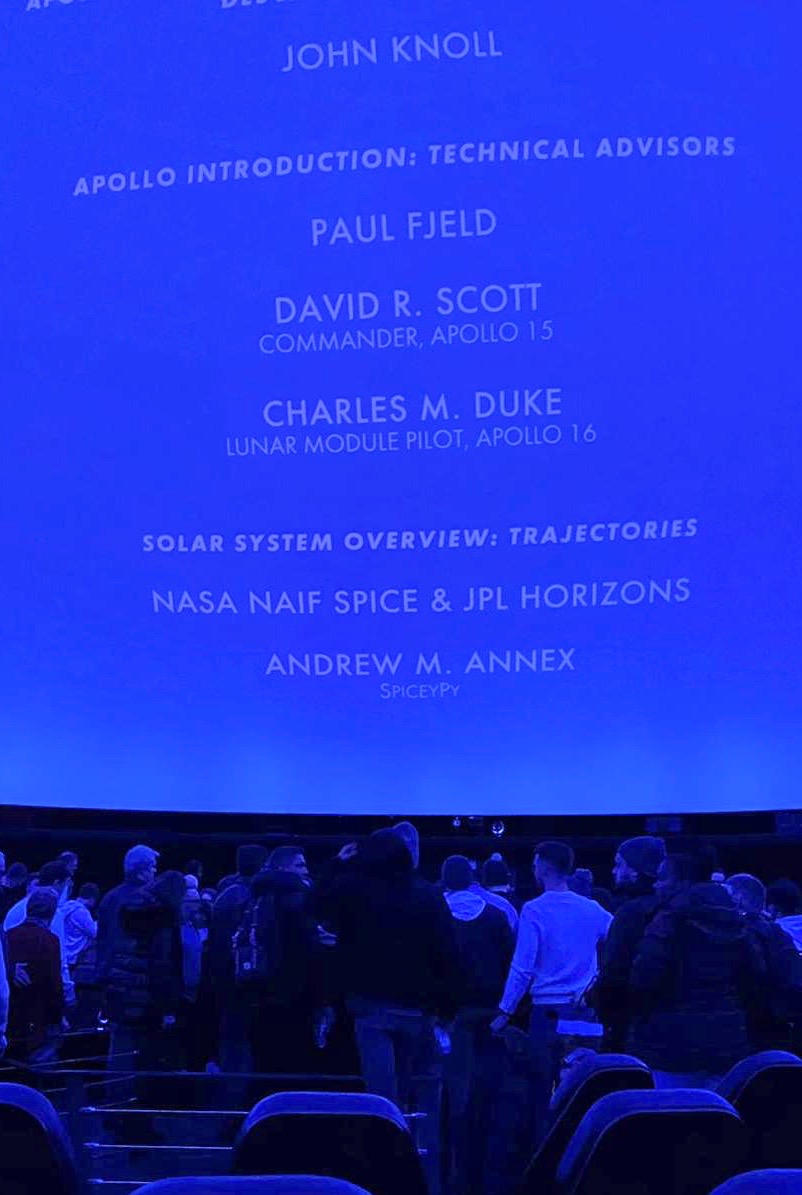 JOHN KNOLL
APOLLO INTRODUCTION: TECHNICAL ADVISORS
PAUL FJELD
DAVID R. SCOTT
COMMANDER, APOLLO 15
CHARLES M. DUKE
LUNAR MODULE PILOT, APOLLO 16
SOLAR SYSTEM OVERVIEW: TRAJECTORIES
NASA NAIF SPICE & JPL HORIZONS
ANDREW M. ANNEX
SPICEYPY